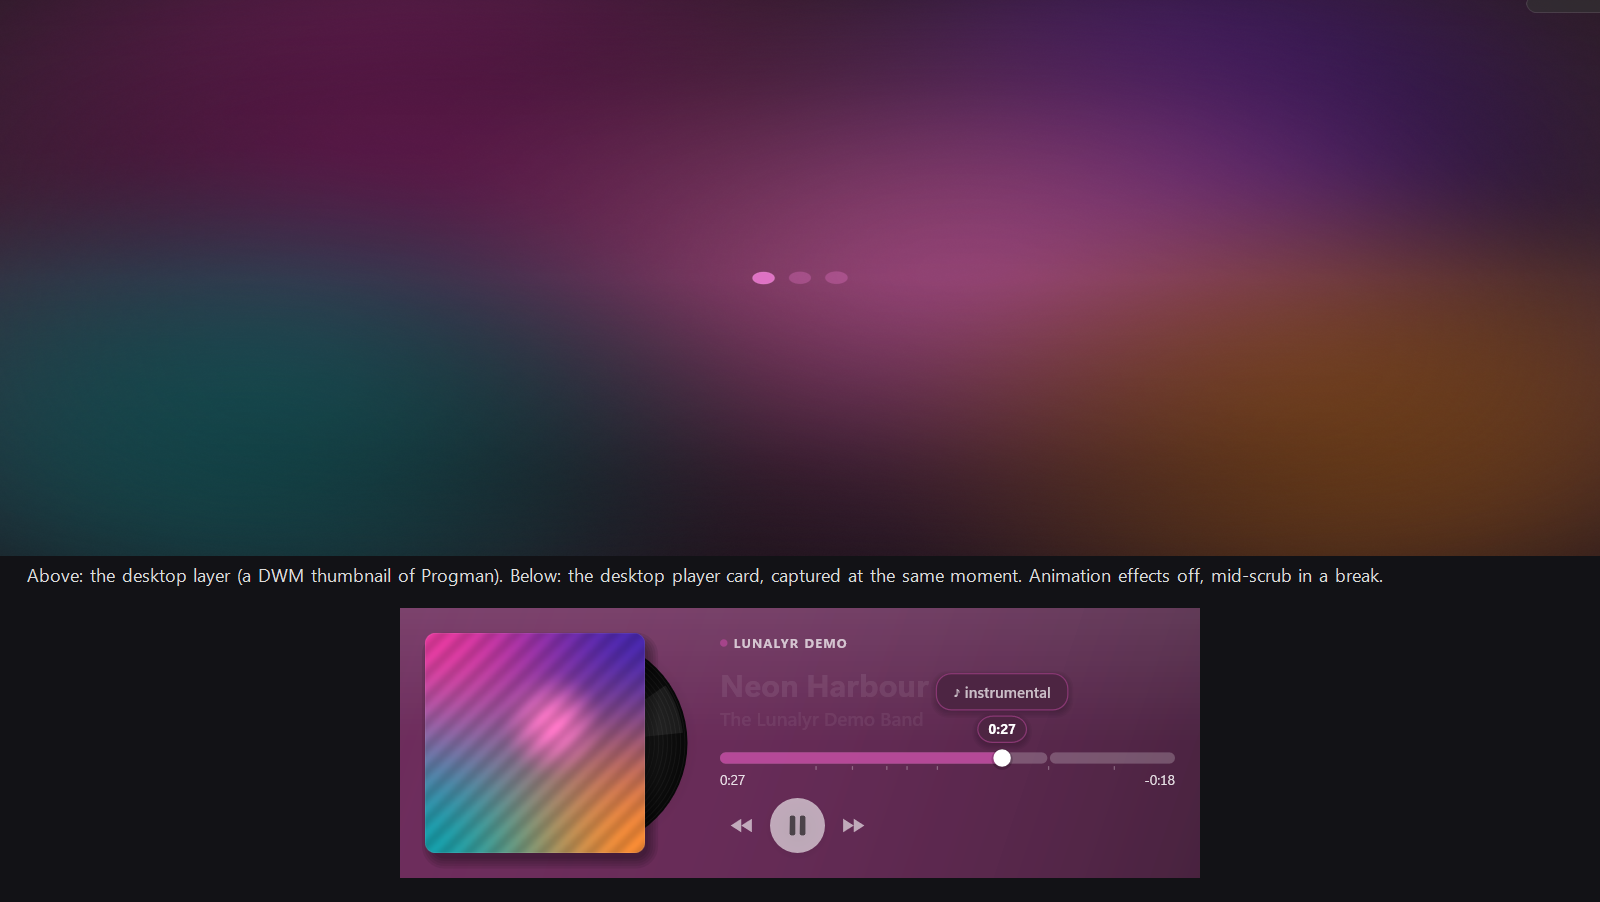 Above: the desktop layer (a DWM thumbnail of Progman). Below: the desktop player card, captured at the same moment. Animation effects off, mid-scrub in a break.
LUNALYR DEMO
Neon Harbour
♪ instrumental
The Lunalyr Demo Band
0:27
0:27
-0:18